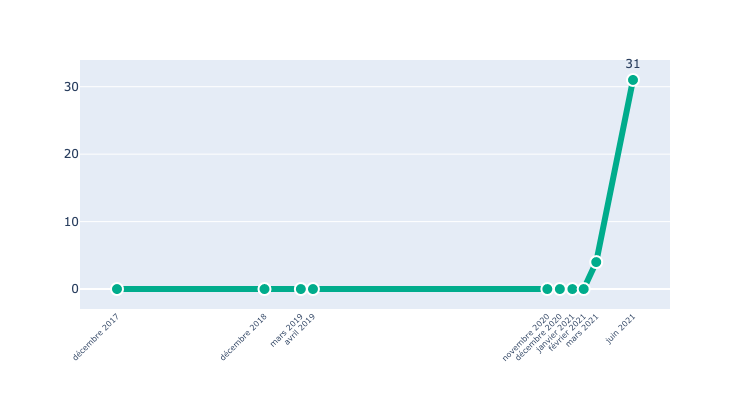 31
30
20
10
0
décembre 2017
décembre 2018
mars 2019
avril 2019
novembre 2020
décembre 2020
janvier 2021
février 2021
mars 2021
juin 2021